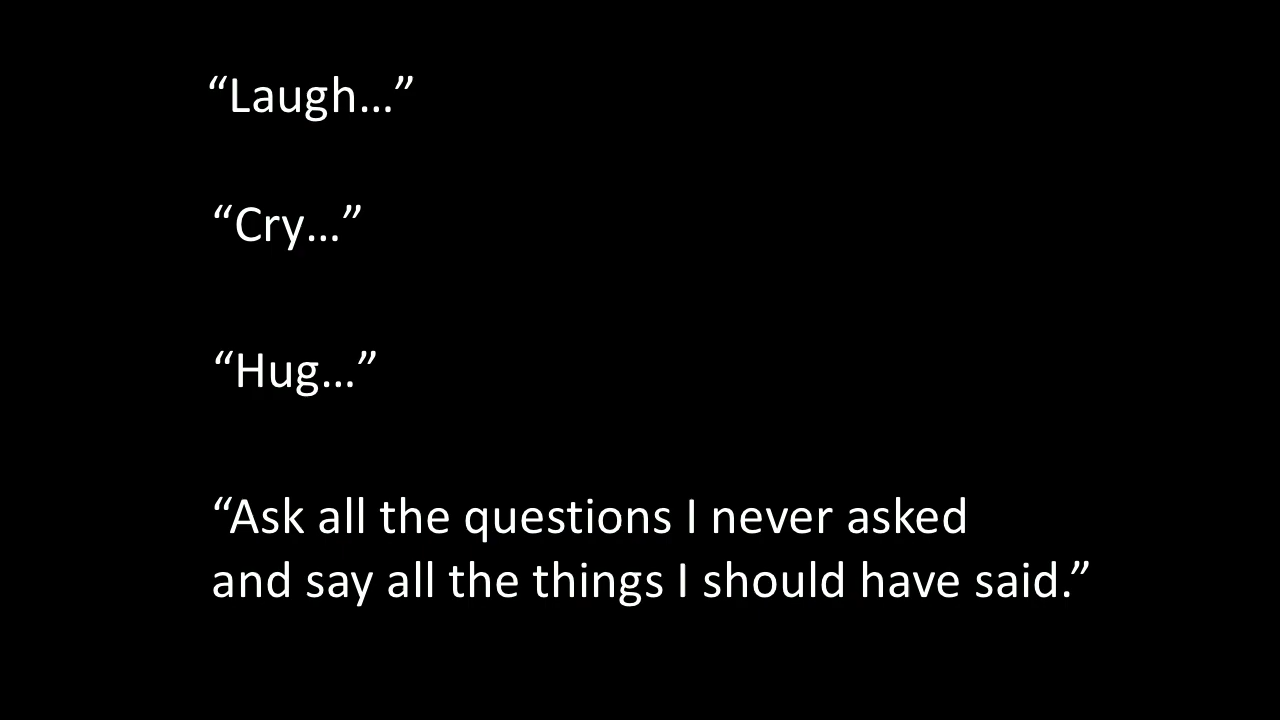 “Laugh…”
“Cry…”
“Hug…”
“Ask all the questions I never asked
and say all the things I should have said.”